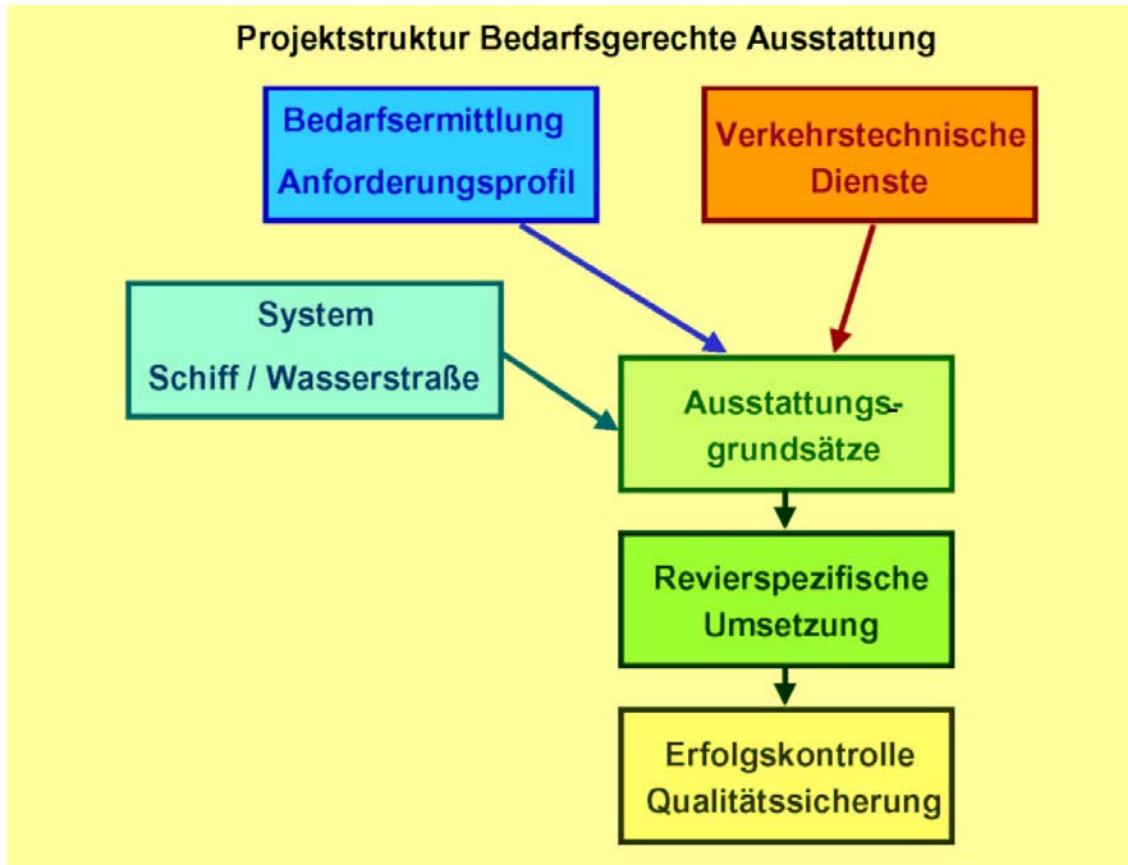 Projektstruktur Bedarfsgerechte Ausstattung
Bedarfsermittlung
Anforderungsprofil
Verkehrstechnische
Dienste
System
Schiff / Wasserstraße
Ausstattungs-
grundsätze
Revierspezifische
Umsetzung
Erfolgskontrolle
Qualitätssicherung